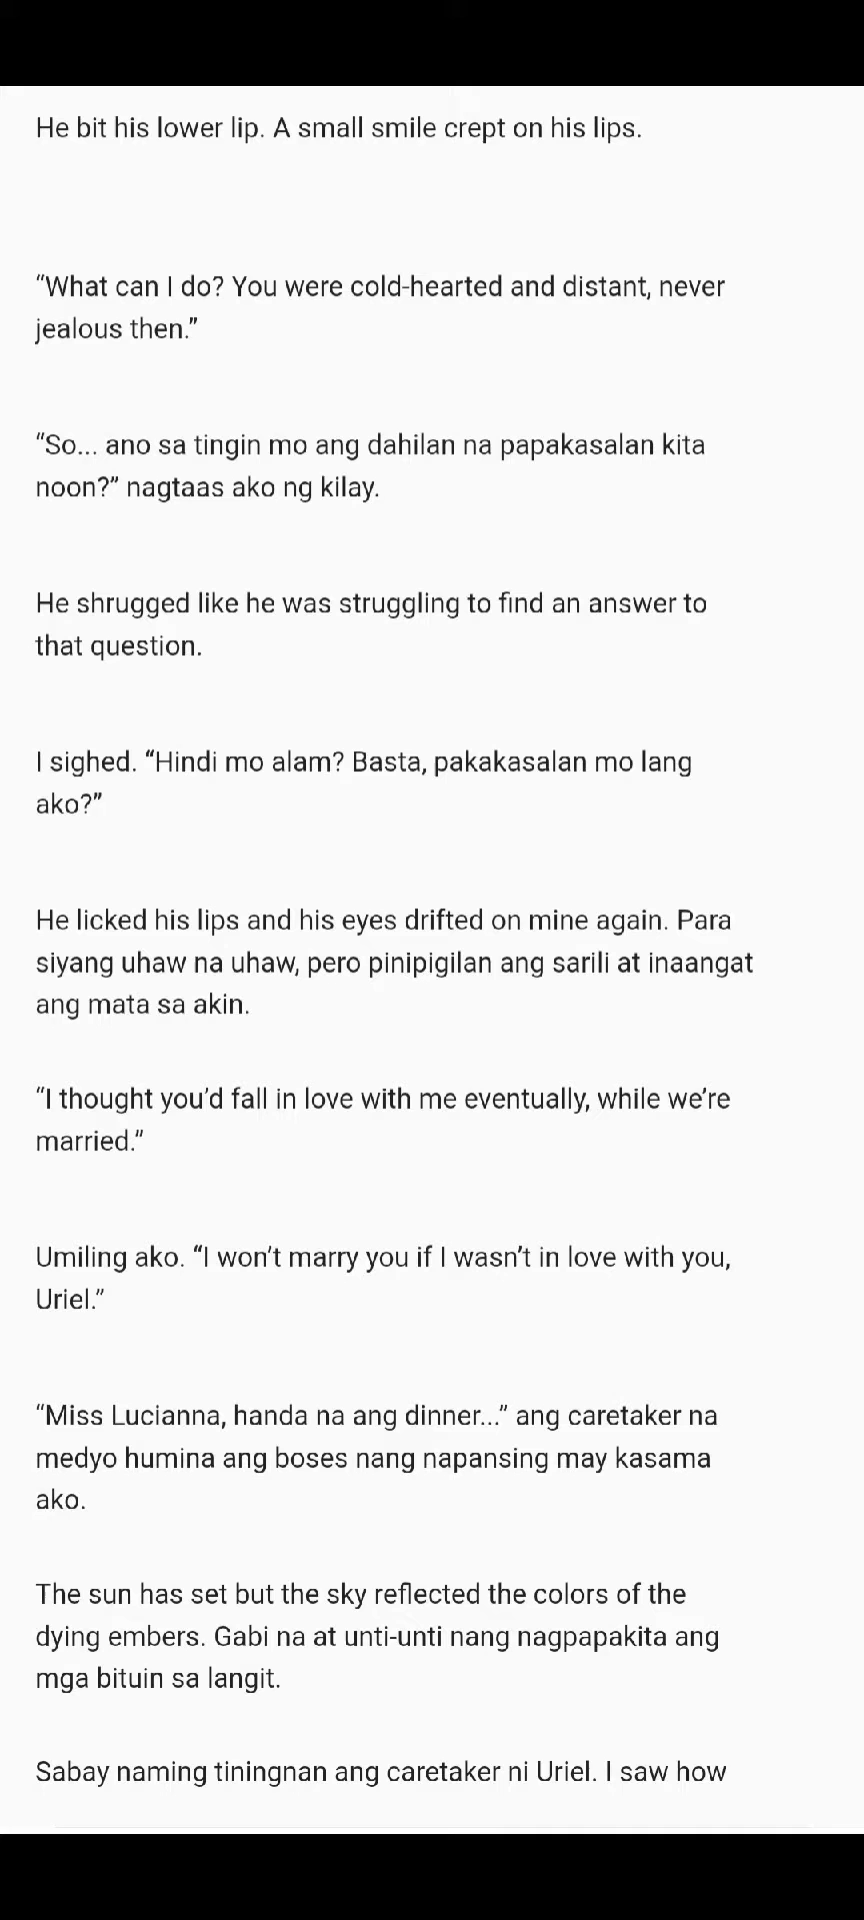 He bit his lower lip. A small smile crept on his lips.
“What can I do? You were cold-hearted and distant, never
jealous then.”
“So... ano sa tingin mo ang dahilan na papakasalan kita
noon?” nagtaas ako ng kilay.
He shrugged like he was struggling to find an answer to
that question.
I sighed. “Hindi mo alam? Basta, pakakasalan mo lang
ako?”
He licked his lips and his eyes drifted on mine again. Para
siyang uhaw na uhaw, pero pinipigilan ang sarili at inaangat
ang mata sa akin.
“I thought you’d fall in love with me eventually, while we’re
married.”
Umiling ako. “I won’t marry you if I wasn’t in love with you,
Uriel.”
“Miss Lucianna, handa na ang dinner...” ang caretaker na
medyo humina ang boses nang napansing may kasama
ako.
The sun has set but the sky reflected the colors of the
dying embers. Gabi na at unti-unti nang nagpapakita ang
mga bituin sa langit.
Sabay naming tiningnan ang caretaker ni Uriel. I saw how